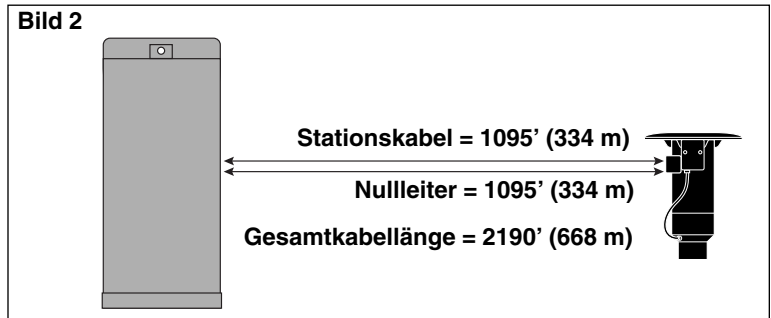 Bild 2
Stationskabel = 1095’ (334 m)
Nullleiter = 1095’ (334 m)
Gesamtkabellänge = 2190’ (668 m)